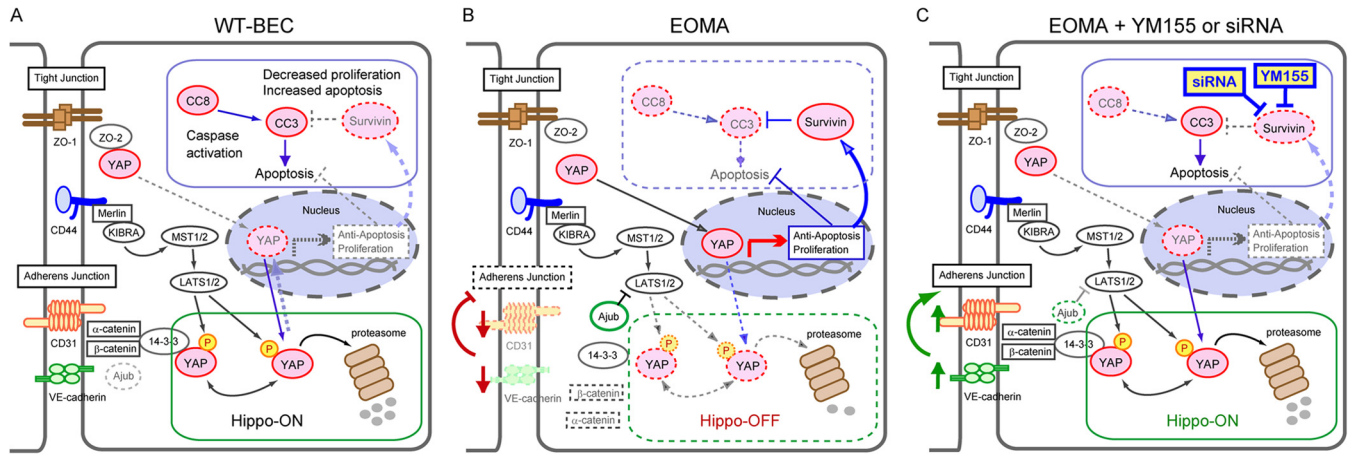 A
WT-BEC
Tight Junction
ZO-1
ZO-2
YAP
CD44
Merlin
KIBRA
MST1/2
LATS1/2
Adherens Junction
CD31
α-catenin
β-catenin
14-3-3
Ajub
VE-cadherin
Decreased proliferation
Increased apoptosis
CC8
CC3
Survivin
Caspase
activation
Apoptosis
Nucleus
YAP
Anti-Apoptosis
Proliferation
P
YAP
P
YAP
proteasome
Hippo-ON
B
EOMA
Tight Junction
ZO-1
ZO-2
YAP
CD44
Merlin
KIBRA
MST1/2
LATS1/2
Adherens Junction
Ajub
CD31
14-3-3
VE-cadherin
β-catenin
α-catenin
CC8
CC3
Survivin
Apoptosis
Nucleus
YAP
Anti-Apoptosis
Proliferation
P
YAP
P
YAP
proteasome
Hippo-OFF
C
EOMA + YM155 or siRNA
Tight Junction
ZO-1
ZO-2
YAP
CD44
Merlin
KIBRA
MST1/2
LATS1/2
Adherens Junction
Ajub
CD31
α-catenin
β-catenin
14-3-3
VE-cadherin
siRNA
YM155
CC8
CC3
Survivin
Apoptosis
Nucleus
YAP
Anti-Apoptosis
Proliferation
P
YAP
P
YAP
proteasome
Hippo-ON